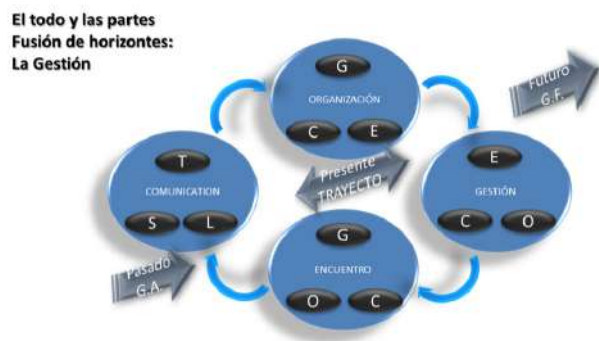 El todo y las partes
Fusión de horizontes:
La Gestión
G
ORGANIZACIÓN
C E
Futuro
G.F.
T
COMUNICATION
S L
Presente
TRAYECTO
E
GESTIÓN
C O
Pasado
G.A.
G
ENCUENTRO
O C